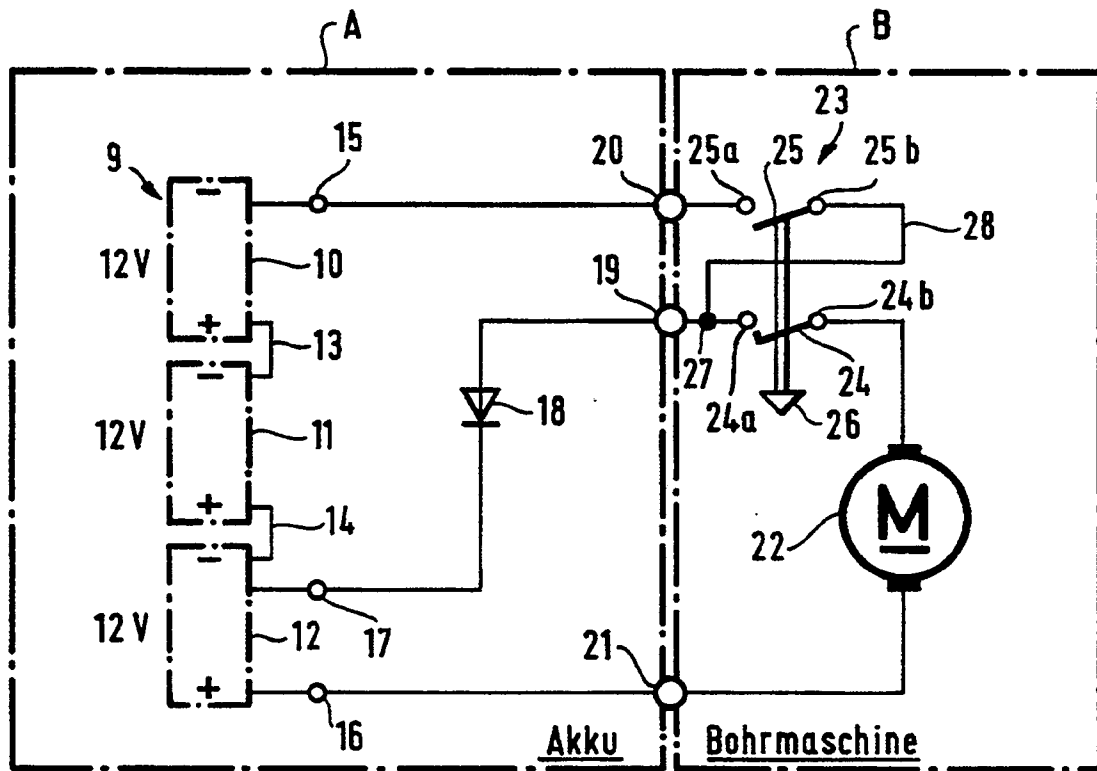 A B
23
9 15 20 25a 25 25b
−
12V 10 28
19 24b
+ 13
−
18 27 24a 26 24
12V 11
+ 14
M
22
−
12V 12 17
21
+
16
Akku Bohrmaschine